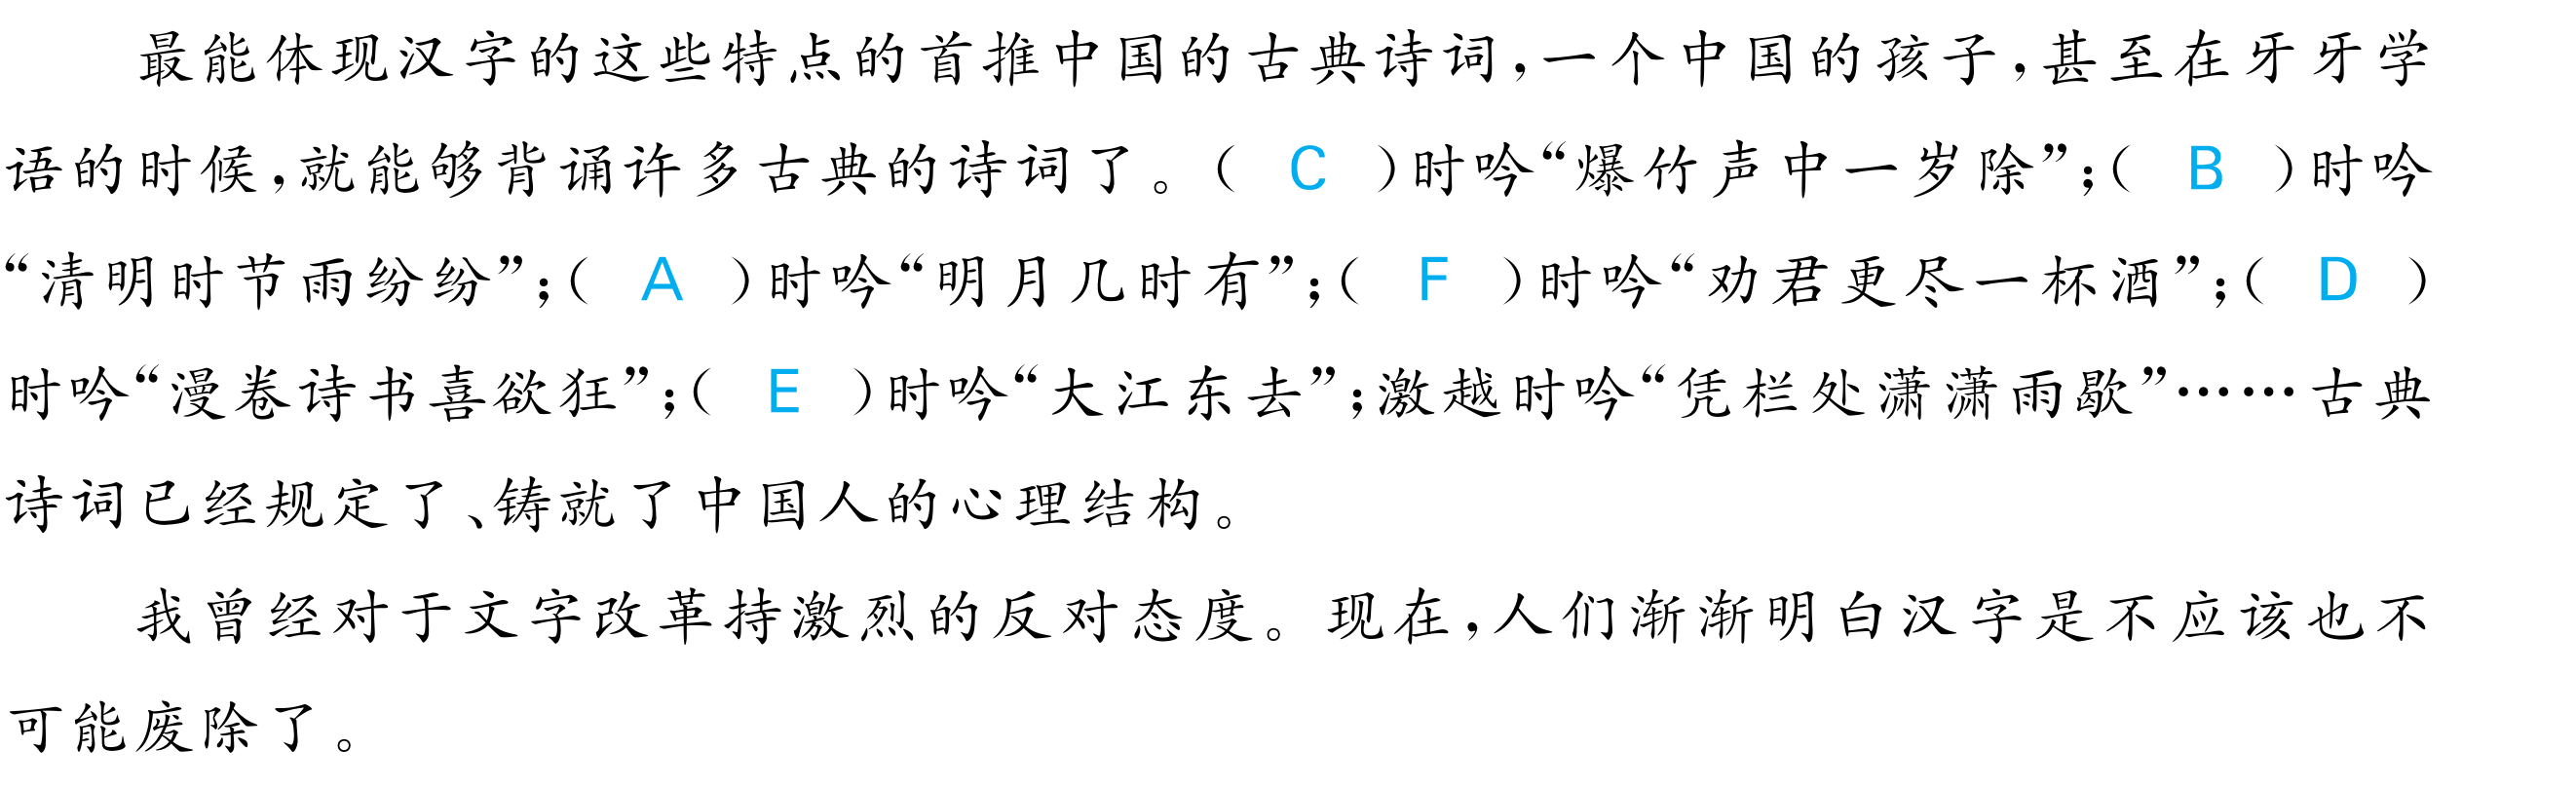 最能体现汉字的这些特点的首推中国的古典诗词,一个中国的孩子,甚至在牙牙学
语的时候,就能够背诵许多古典的诗词了。( C )时吟“爆竹声中一岁除”;( B )时吟
“清明时节雨纷纷”;( A )时吟“明月几时有”;( F )时吟“劝君更尽一杯酒”;( D )
时吟“漫卷诗书喜欲狂”;( E )时吟“大江东去”;激越时吟“凭栏处潇潇雨歇”……古典
诗词已经规定了、铸就了中国人的心理结构。
我曾经对于文字改革持激烈的反对态度。现在,人们渐渐明白汉字是不应该也不
可能废除了。